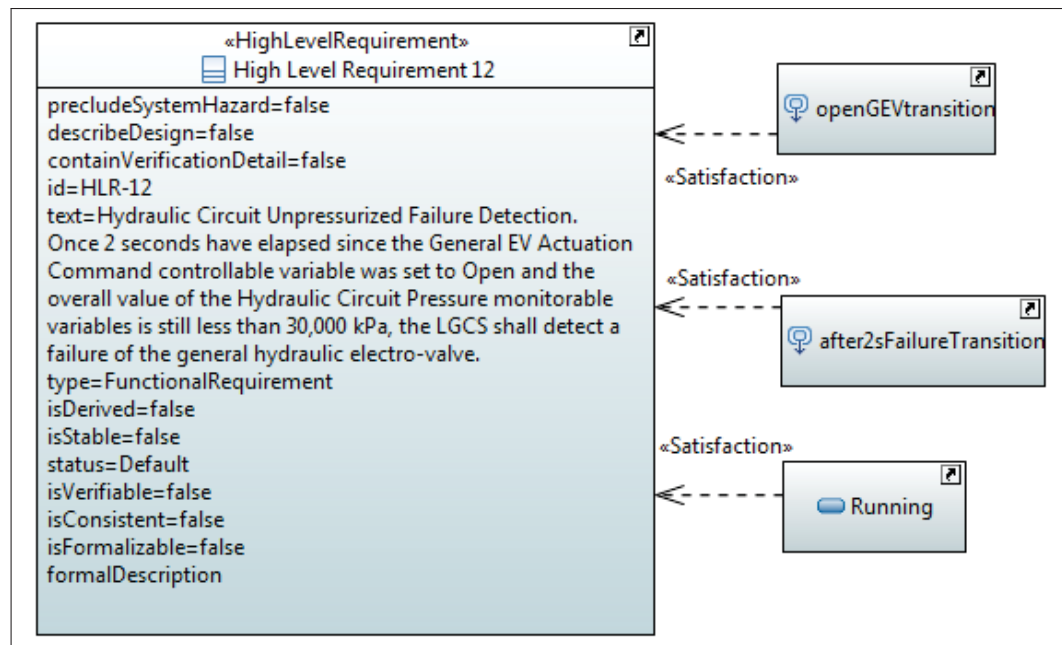 «HighLevelRequirement»
High Level Requirement 12
precludeSystemHazard=false
describeDesign=false
containVerificationDetail=false
id=HLR-12
text=Hydraulic Circuit Unpressurized Failure Detection.
Once 2 seconds have elapsed since the General EV Actuation
Command controllable variable was set to Open and the
overall value of the Hydraulic Circuit Pressure monitorable
variables is still less than 30,000 kPa, the LGCS shall detect a
failure of the general hydraulic electro-valve.
type=FunctionalRequirement
isDerived=false
isStable=false
status=Default
isVerifiable=false
isConsistent=false
isFormalizable=false
formalDescription
openGEVtransition
«Satisfaction»
«Satisfaction»
after2sFailureTransition
«Satisfaction»
Running